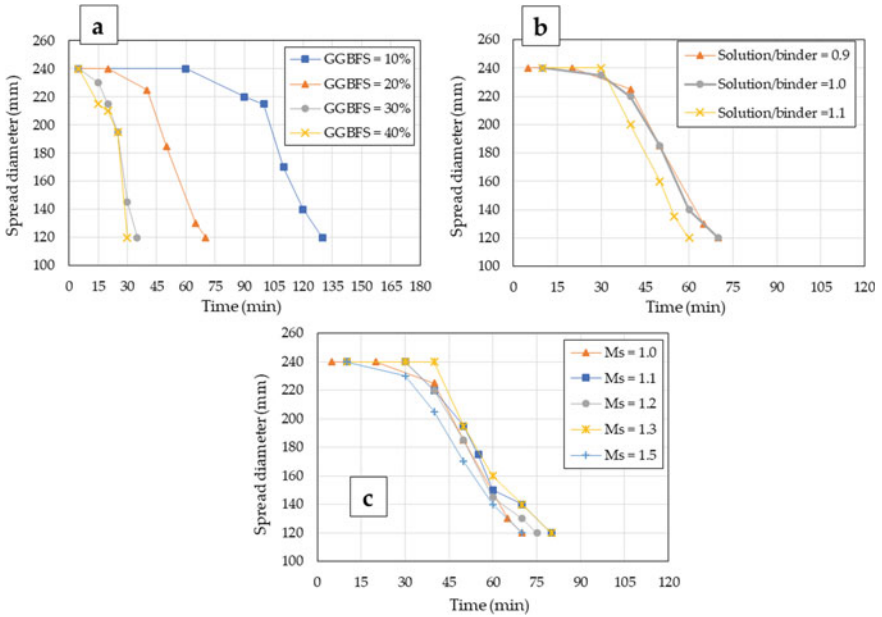 a
260
240
220
200
180
160
140
120
100
Spread diameter (mm)
0 15 30 45 60 75 90 105 120 135 150 165 180
Time (min)
GGBFS = 10%
GGBFS = 20%
GGBFS = 30%
GGBFS = 40%
b
260
240
220
200
180
160
140
120
100
Spread diameter (mm)
0 15 30 45 60 75 90 105 120
Time (min)
Solution/binder = 0.9
Solution/binder =1.0
Solution/binder =1.1
260
240
220
200
180
160
140
120
100
Spread diameter (mm)
0 15 30 45 60 75 90 105 120
Time (min)
Ms = 1.0
Ms = 1.1
Ms = 1.2
Ms = 1.3
Ms = 1.5
c